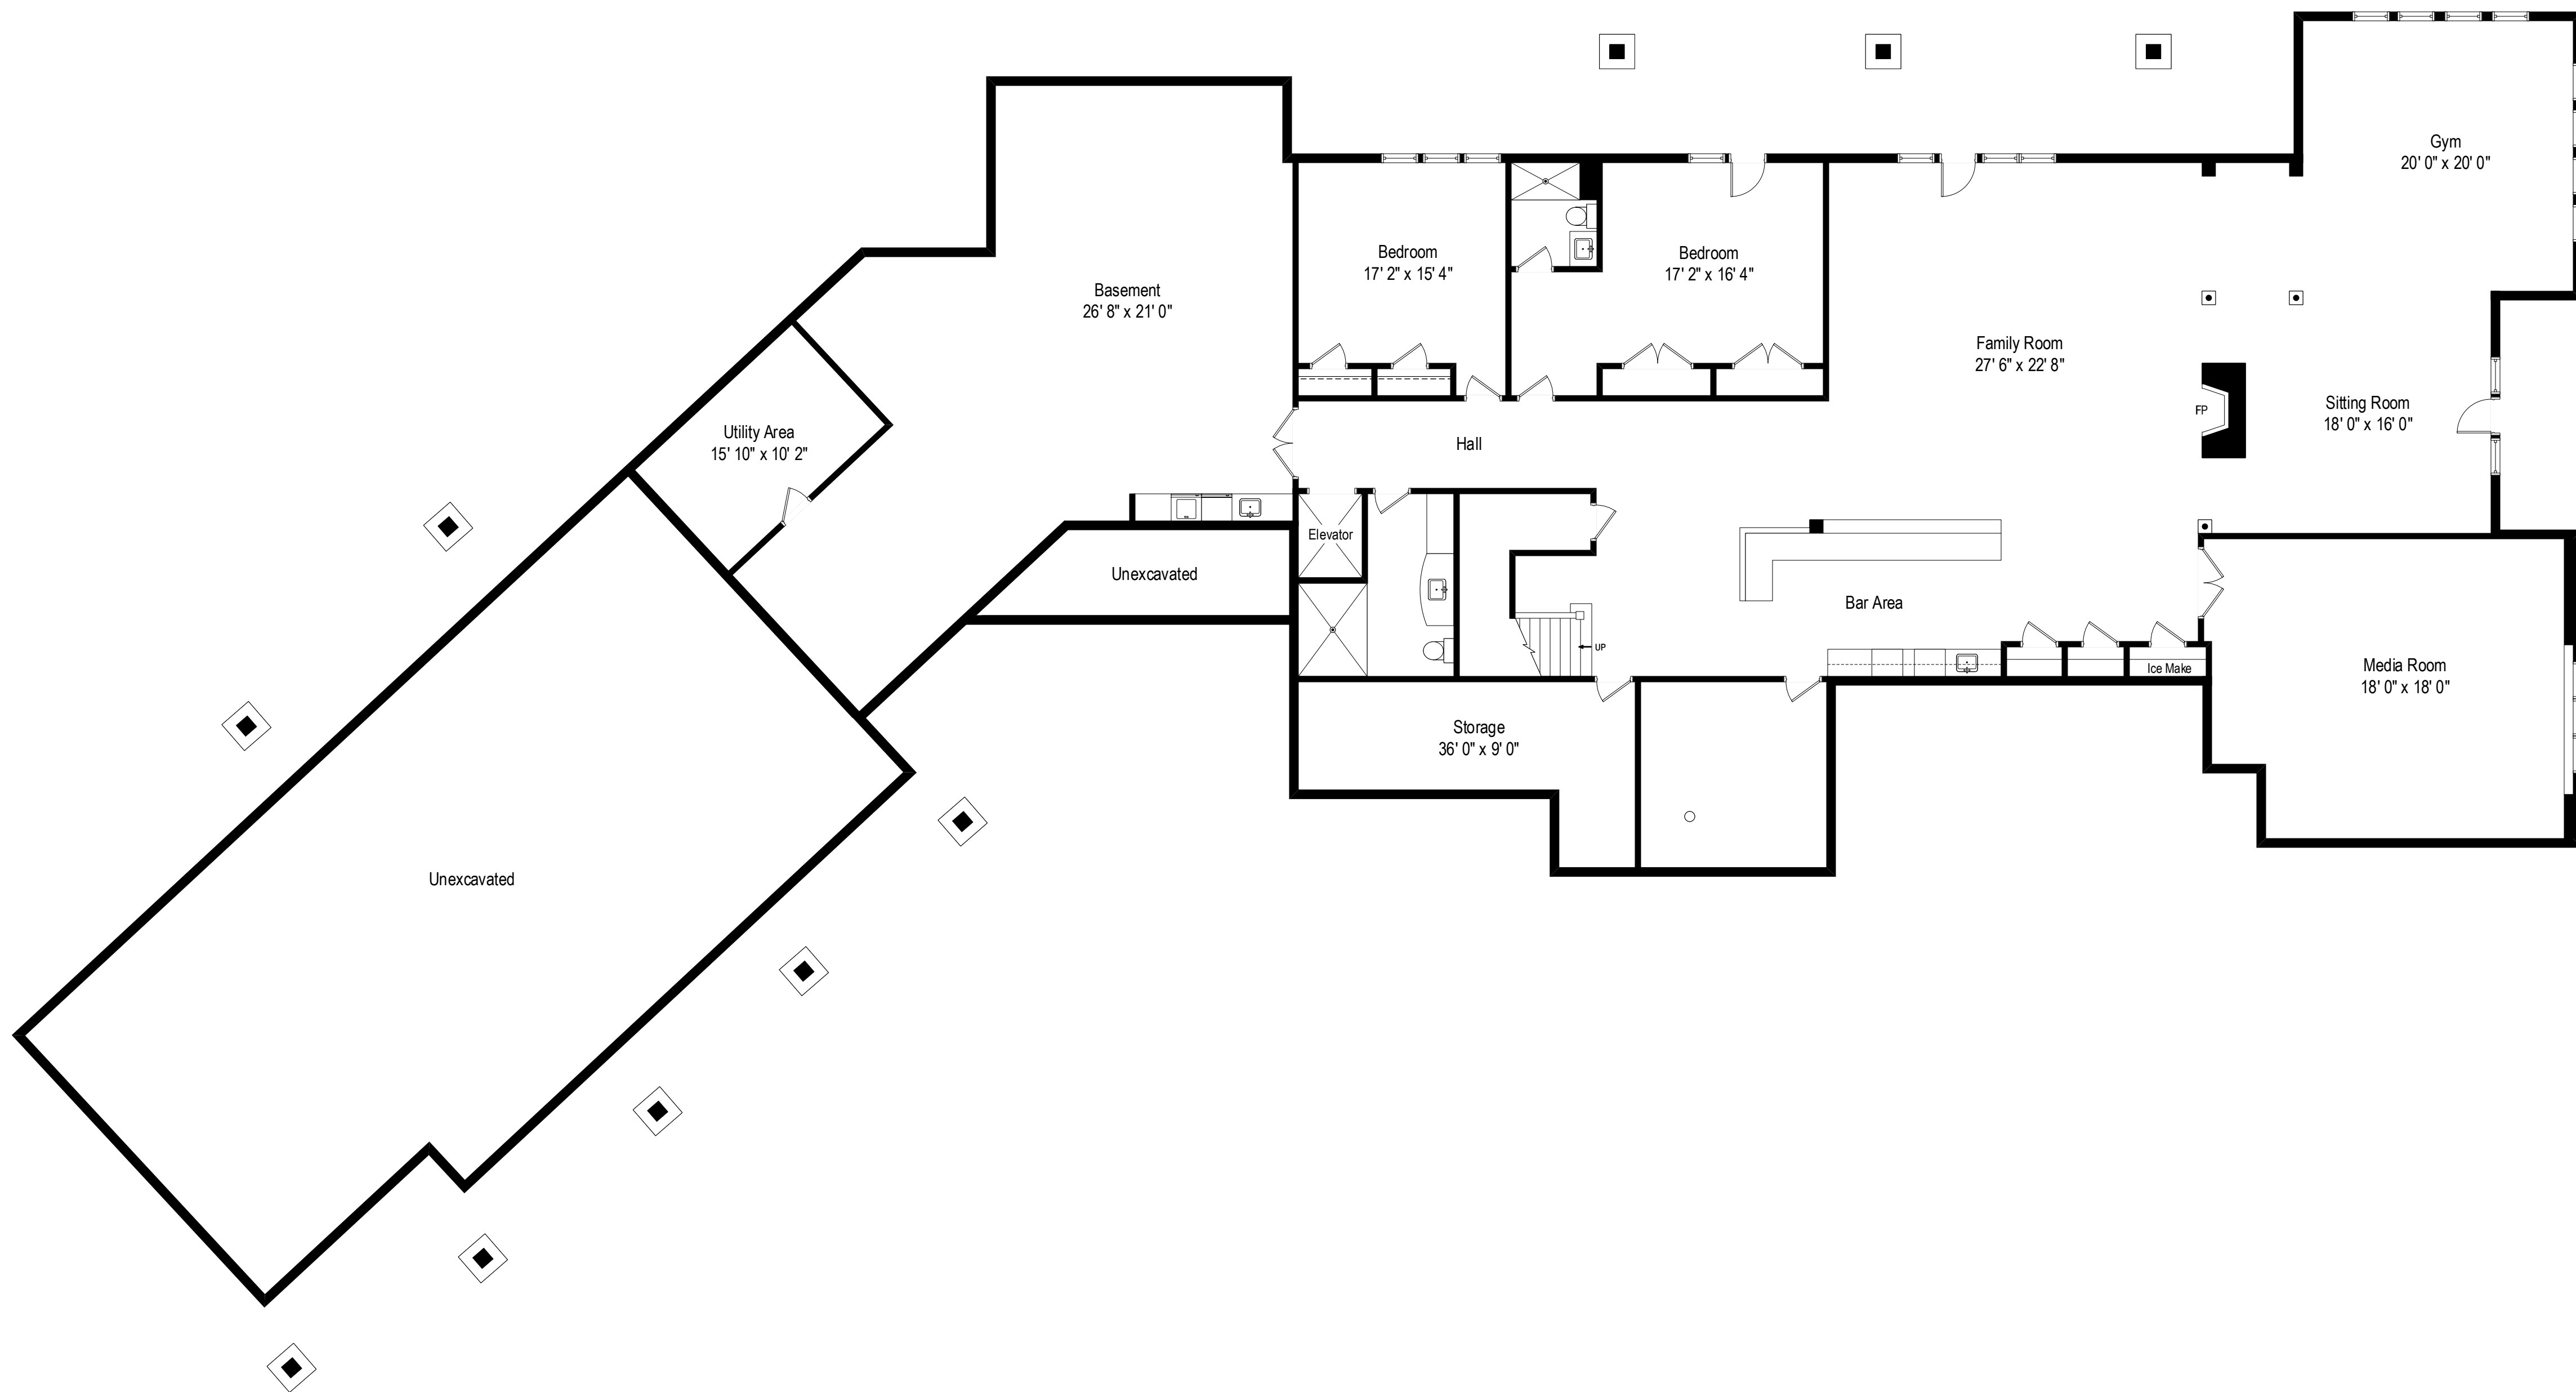 Gym
20' 0" x 20' 0"
Bedroom
17' 2" x 15' 4"
Bedroom
17' 2" x 16' 4"
Basement
26' 8" x 21' 0"
Family Room
27' 6" x 22' 8"
Sitting Room
18' 0" x 16' 0"
FP
Utility Area
15' 10" x 10' 2"
Hall
Elevator
Unexcavated
Bar Area
UP
Ice Make
Media Room
18' 0" x 18' 0"
Storage
36' 0" x 9' 0"
Unexcavated